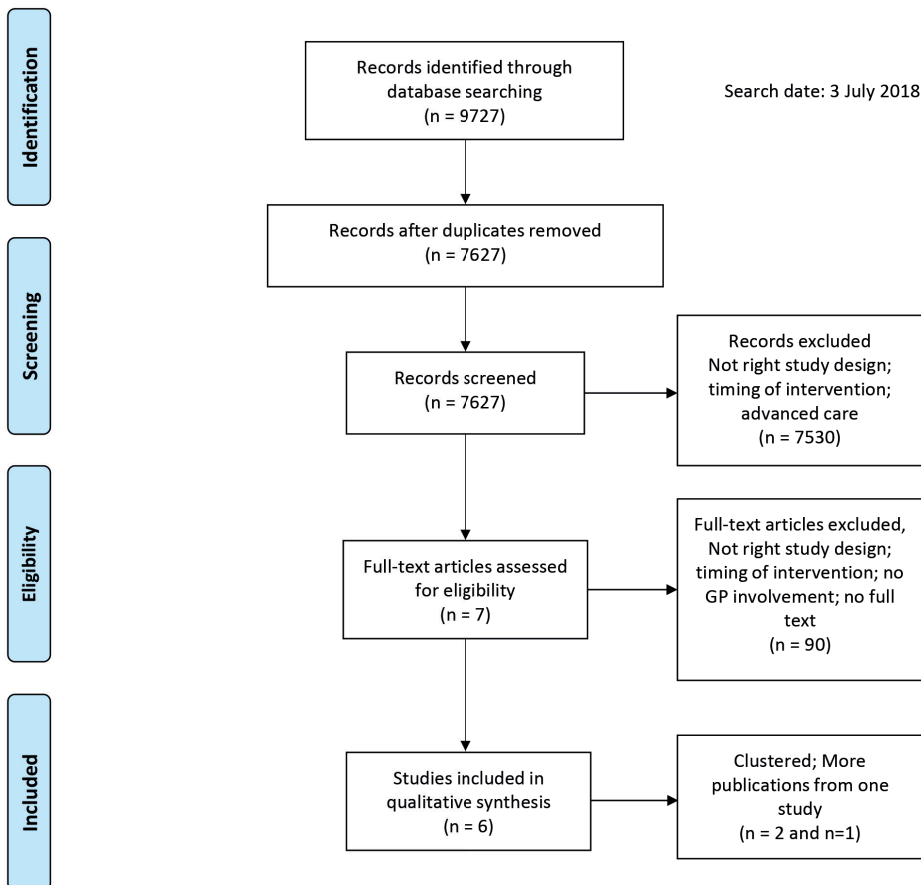 Identification
Records identified through
database searching
(n = 9727)
Search date: 3 July 2018
Records after duplicates removed
(n = 7627)
Screening
Records screened
(n = 7627)
Records excluded
Not right study design;
timing of intervention;
advanced care
(n = 7530)
Eligibility
Full-text articles assessed
for eligibility
(n = 7)
Full-text articles excluded,
Not right study design;
timing of intervention; no
GP involvement; no full
text
(n = 90)
Included
Studies included in
qualitative synthesis
(n = 6)
Clustered; More
publications from one
study
(n = 2 and n=1)